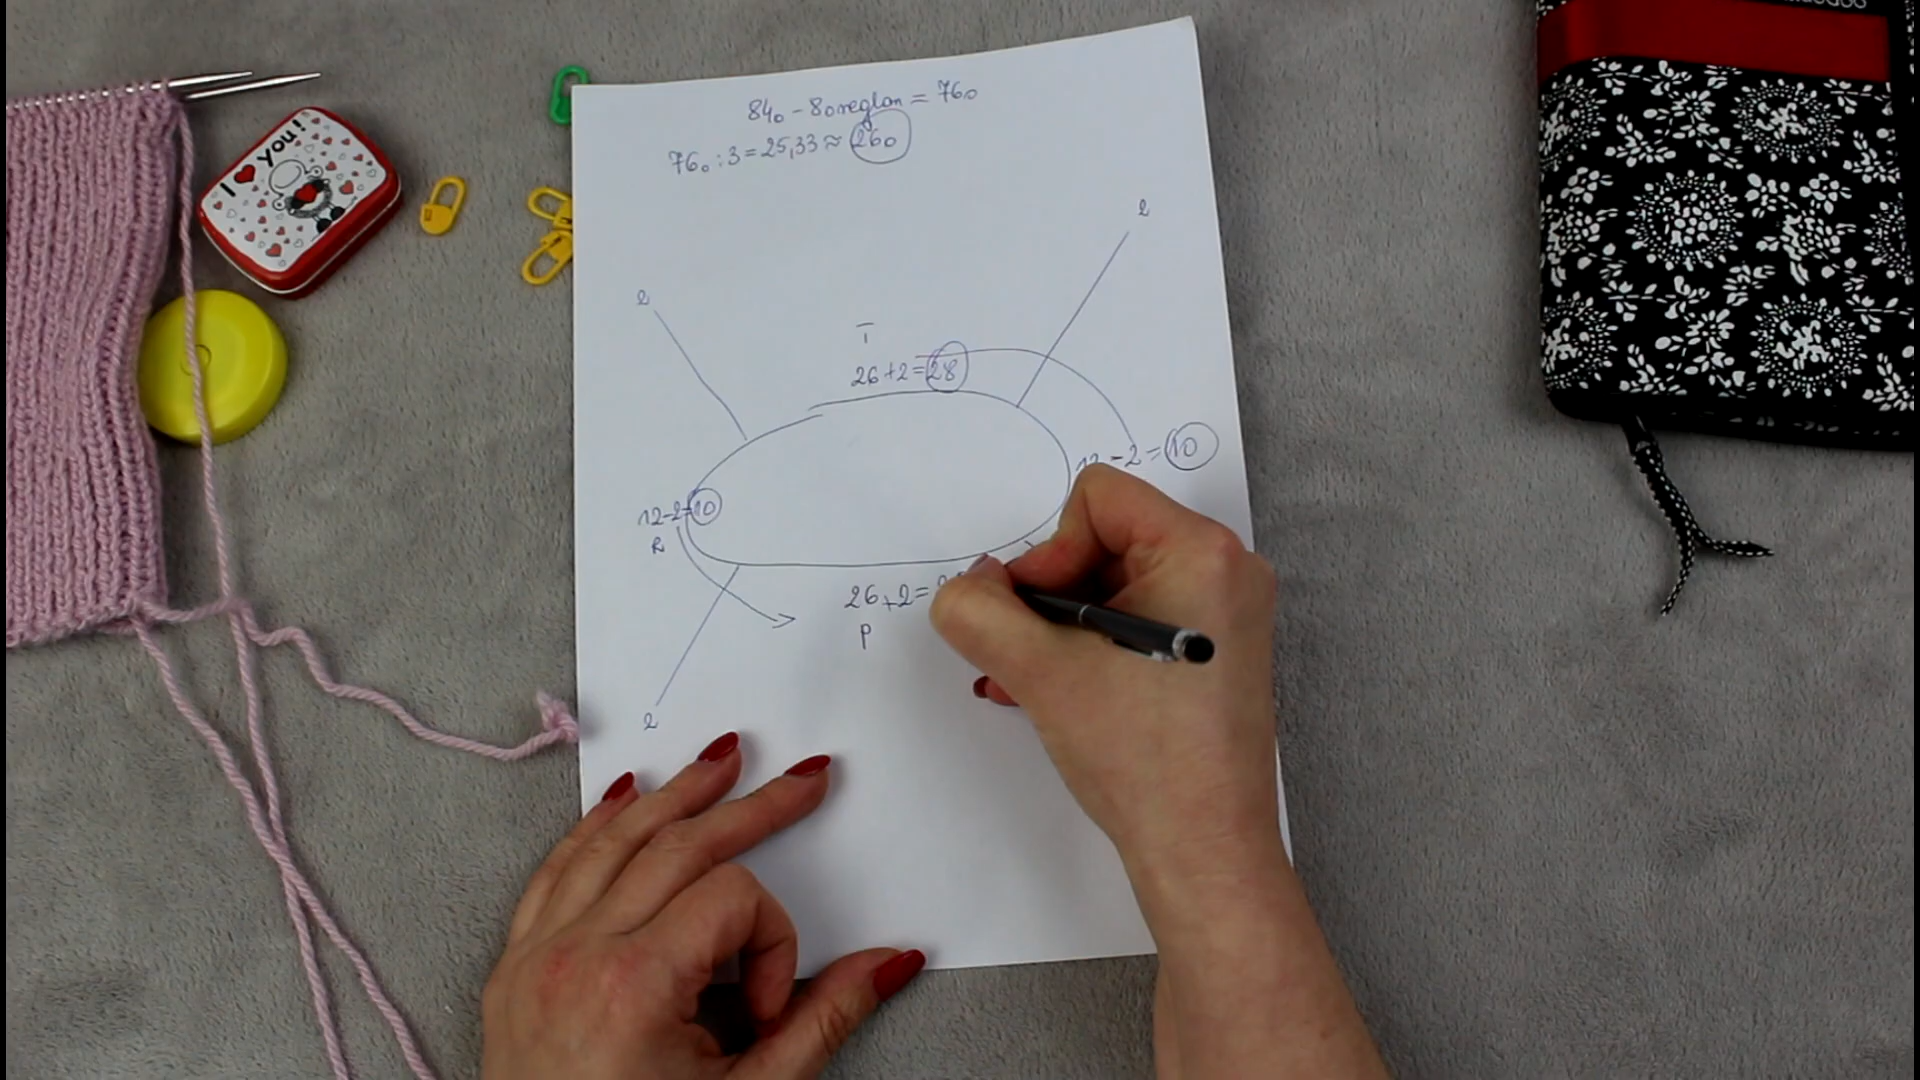 84o - 8o reglan = 76o
76o : 3 = 25,33 ≈ 26o
2
2
T
26 + 2 = 28
12 - 2 = 10
12 - 2 = 10
R
26 + 2 =
P
2
I ♥ You!